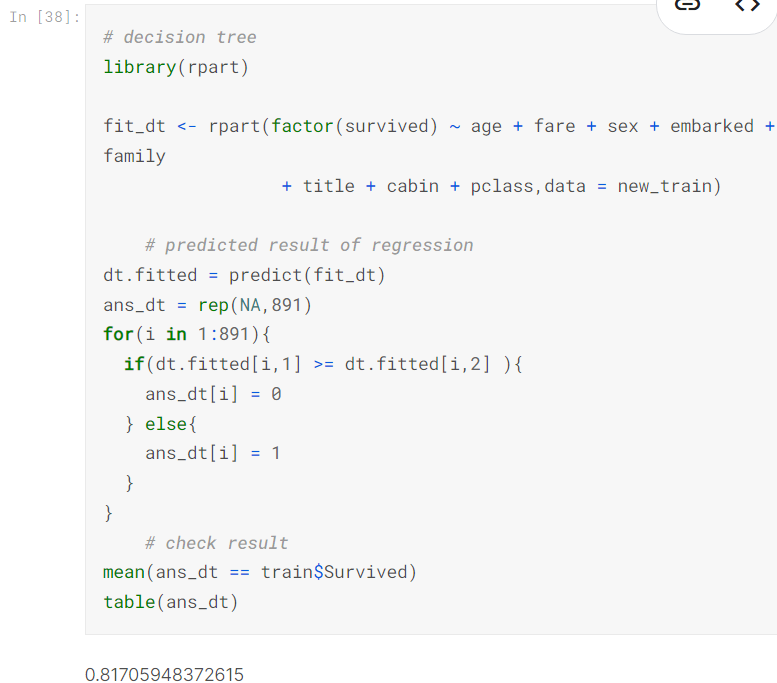 In [38]:
# decision tree
library(rpart)
fit_dt <- rpart(factor(survived) ~ age + fare + sex + embarked +
family
+ title + cabin + pclass,data = new_train)
# predicted result of regression
dt.fitted = predict(fit_dt)
ans_dt = rep(NA,891)
for(i in 1:891){
if(dt.fitted[i,1] >= dt.fitted[i,2] ){
ans_dt[i] = 0
} else{
ans_dt[i] = 1
}
}
# check result
mean(ans_dt == train$Survived)
table(ans_dt)
0.81705948372615